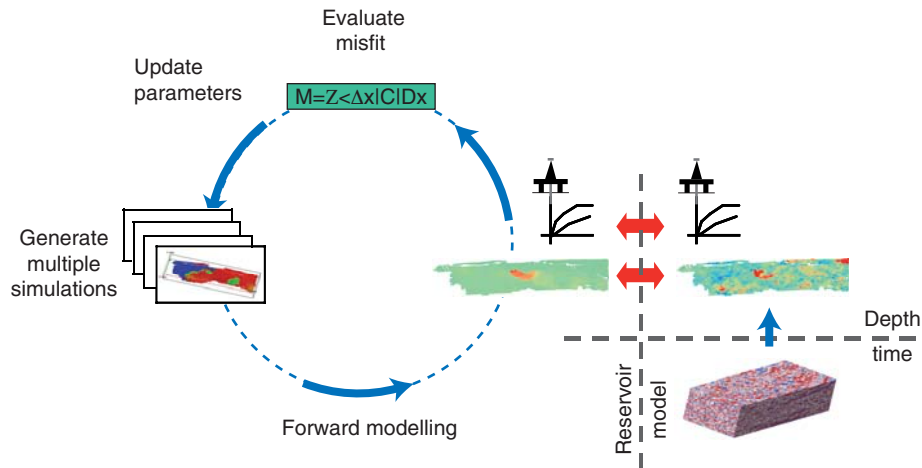 Evaluate
misfit
Update
parameters
M=Z<Δx|C|Dx
Generate
multiple
simulations
Forward modelling
Depth
time
Reservoir
model